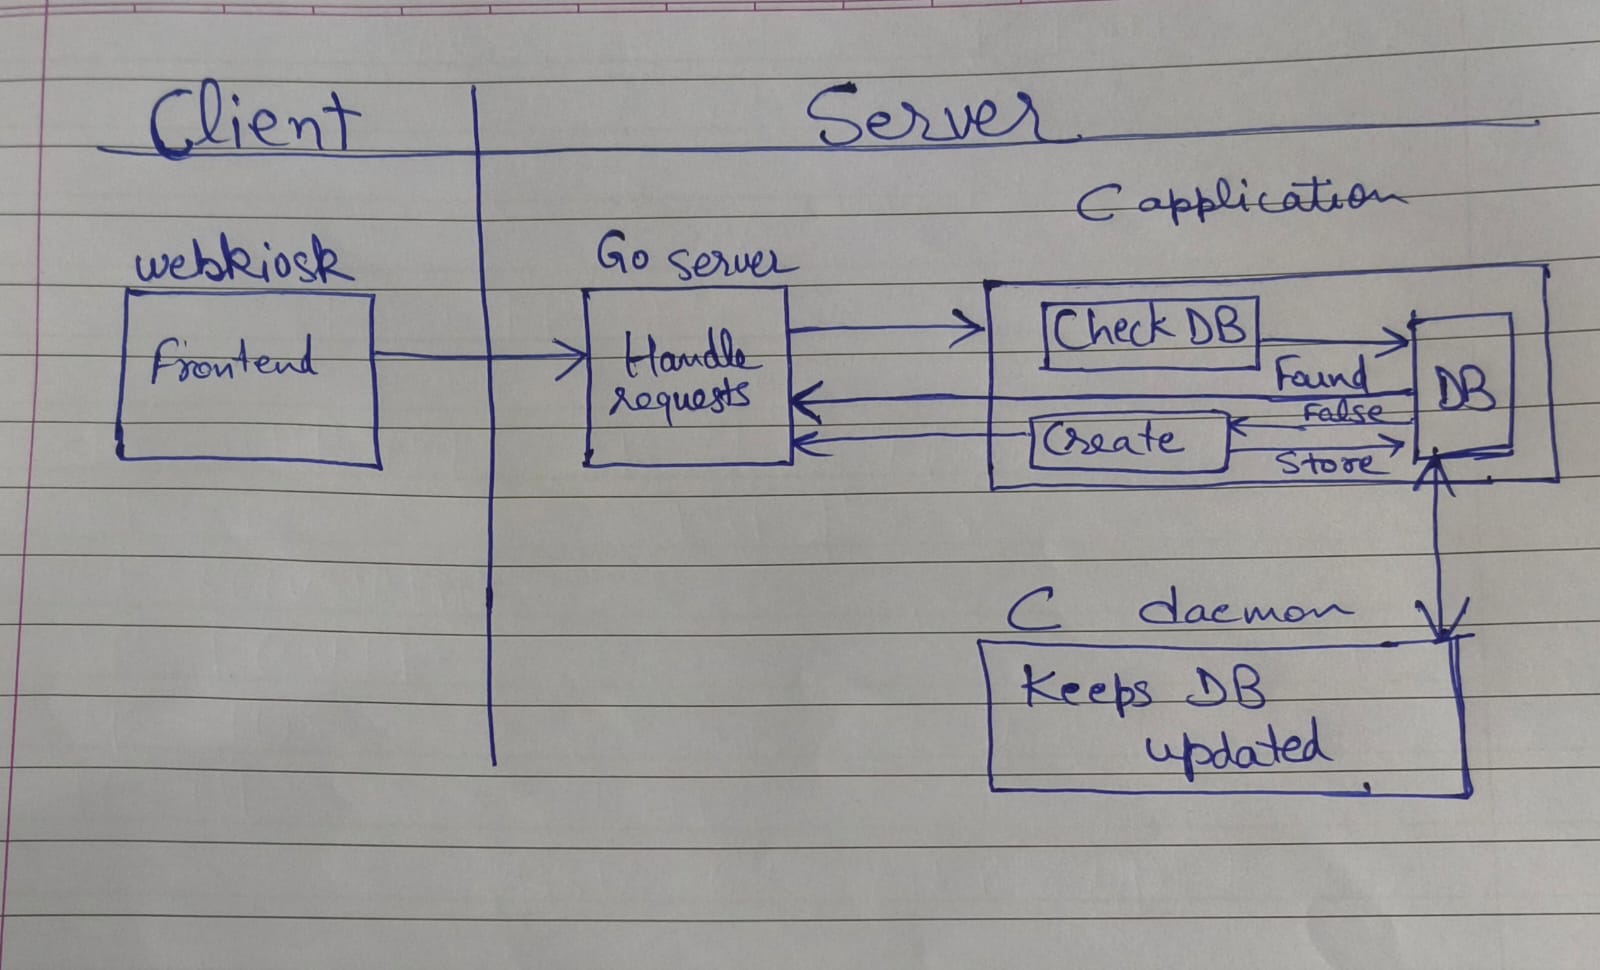 Client
Server
C application
webkiosk
Go server
Frontend
Handle
requests
Check DB
Found
False
Create
Store
DB
C daemon
Keeps DB
updated